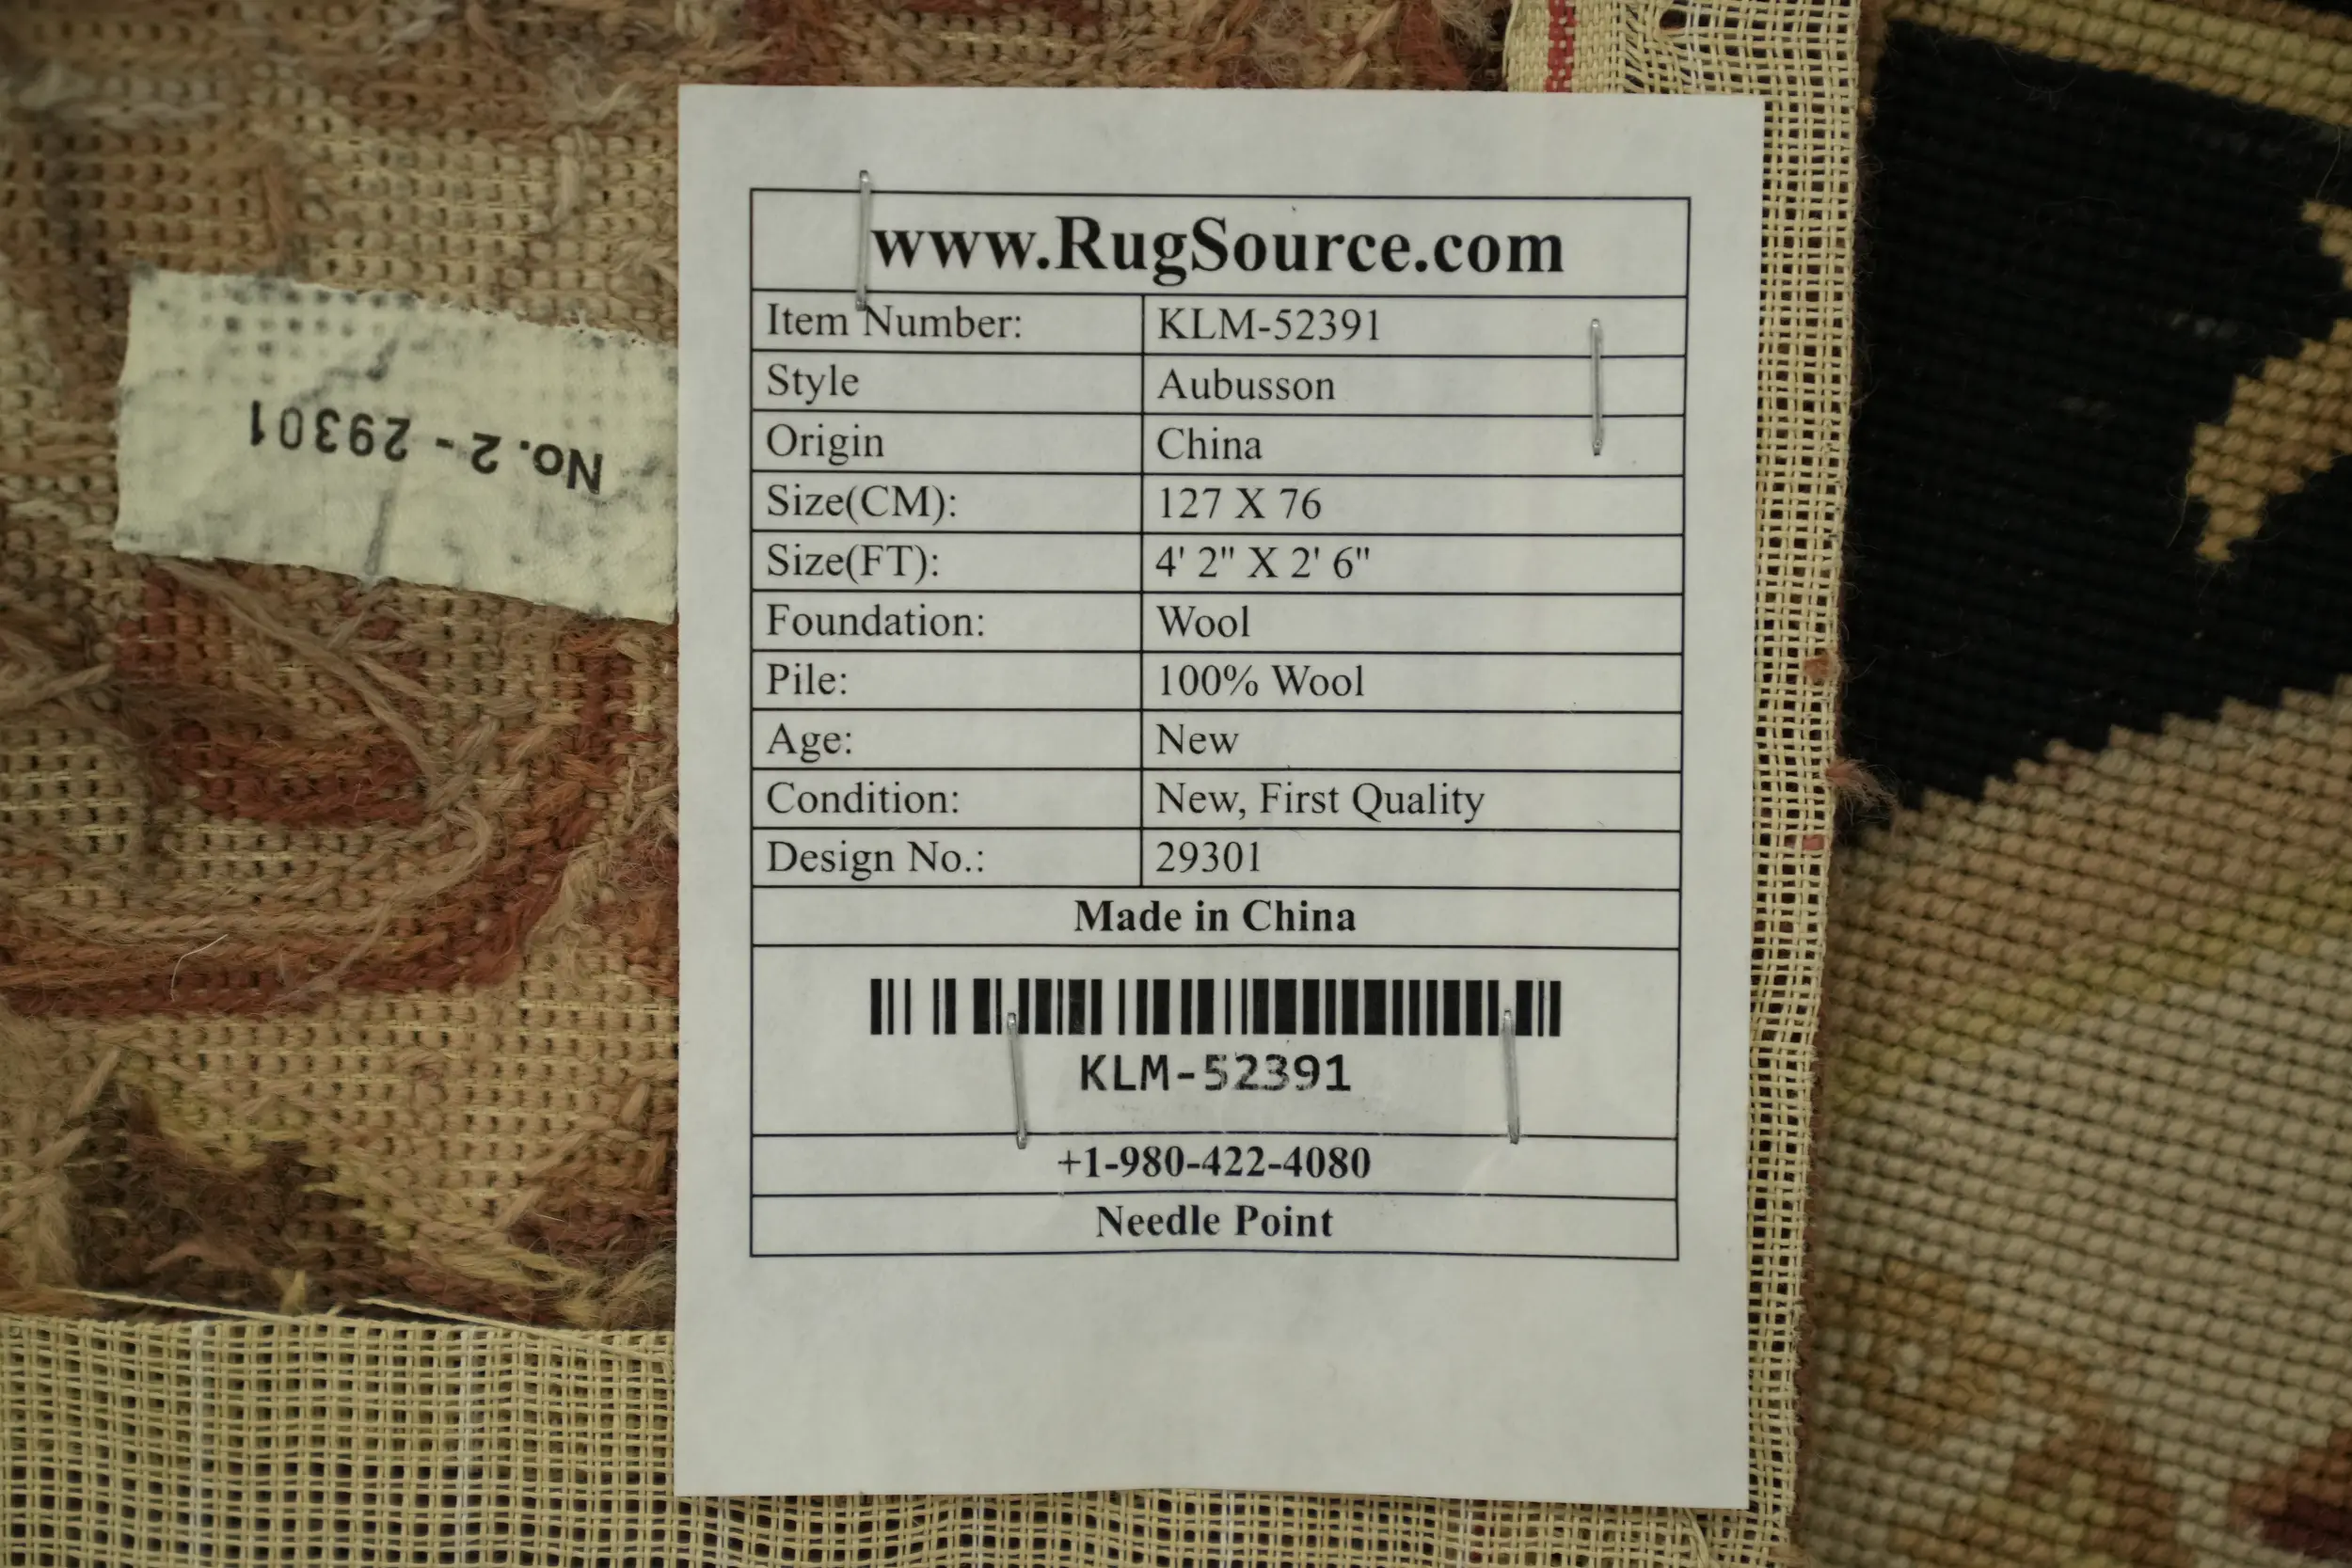 www.RugSource.com
Item Number: KLM-52391
Style Aubusson
Origin China
Size(CM): 127 X 76
Size(FT): 4' 2" X 2' 6"
Foundation: Wool
Pile: 100% Wool
Age: New
Condition: New, First Quality
Design No.: 29301
Made in China
KLM-52391
+1-980-422-4080
Needle Point
No. 2 - 29301